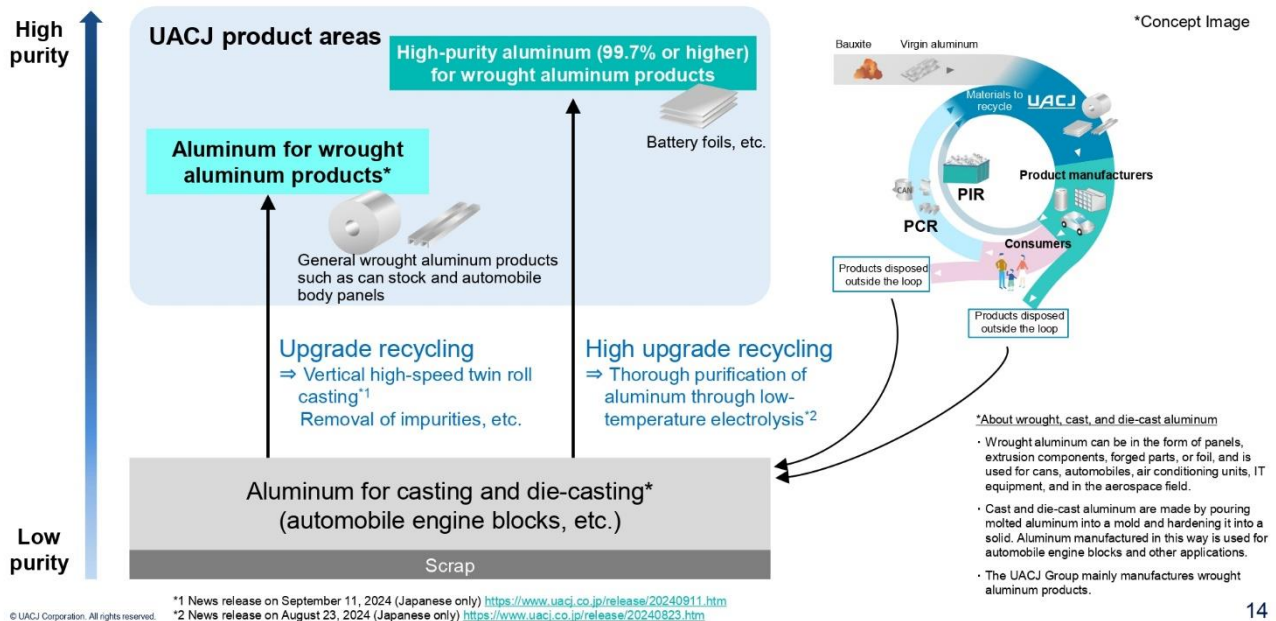 High
purity
Low
purity
UACJ product areas
High-purity aluminum (99.7% or higher)
for wrought aluminum products
Battery foils, etc.
Aluminum for wrought
aluminum products*
General wrought aluminum products
such as can stock and automobile
body panels
Upgrade recycling
⇒ Vertical high-speed twin roll
casting*1
Removal of impurities, etc.
High upgrade recycling
⇒ Thorough purification of
aluminum through low-
temperature electrolysis*2
Aluminum for casting and die-casting*
(automobile engine blocks, etc.)
Scrap
*Concept Image
Bauxite
Virgin aluminum
Materials to
recycle
UACJ
Product manufacturers
PIR
CAN
PCR
Consumers
Products disposed
outside the loop
Products disposed
outside the loop
*About wrought, cast, and die-cast aluminum
・ Wrought aluminum can be in the form of panels,
extrusion components, forged parts, or foil, and is
used for cans, automobiles, air conditioning units, IT
equipment, and in the aerospace field.
・ Cast and die-cast aluminum are made by pouring
molted aluminum into a mold and hardening it into a
solid. Aluminum manufactured in this way is used for
automobile engine blocks and other applications.
・ The UACJ Group mainly manufactures wrought
aluminum products.
*1 News release on September 11, 2024 (Japanese only) https://www.uacj.co.jp/release/20240911.htm
*2 News release on August 23, 2024 (Japanese only) https://www.uacj.co.jp/release/20240823.htm
© UACJ Corporation. All rights reserved.
14